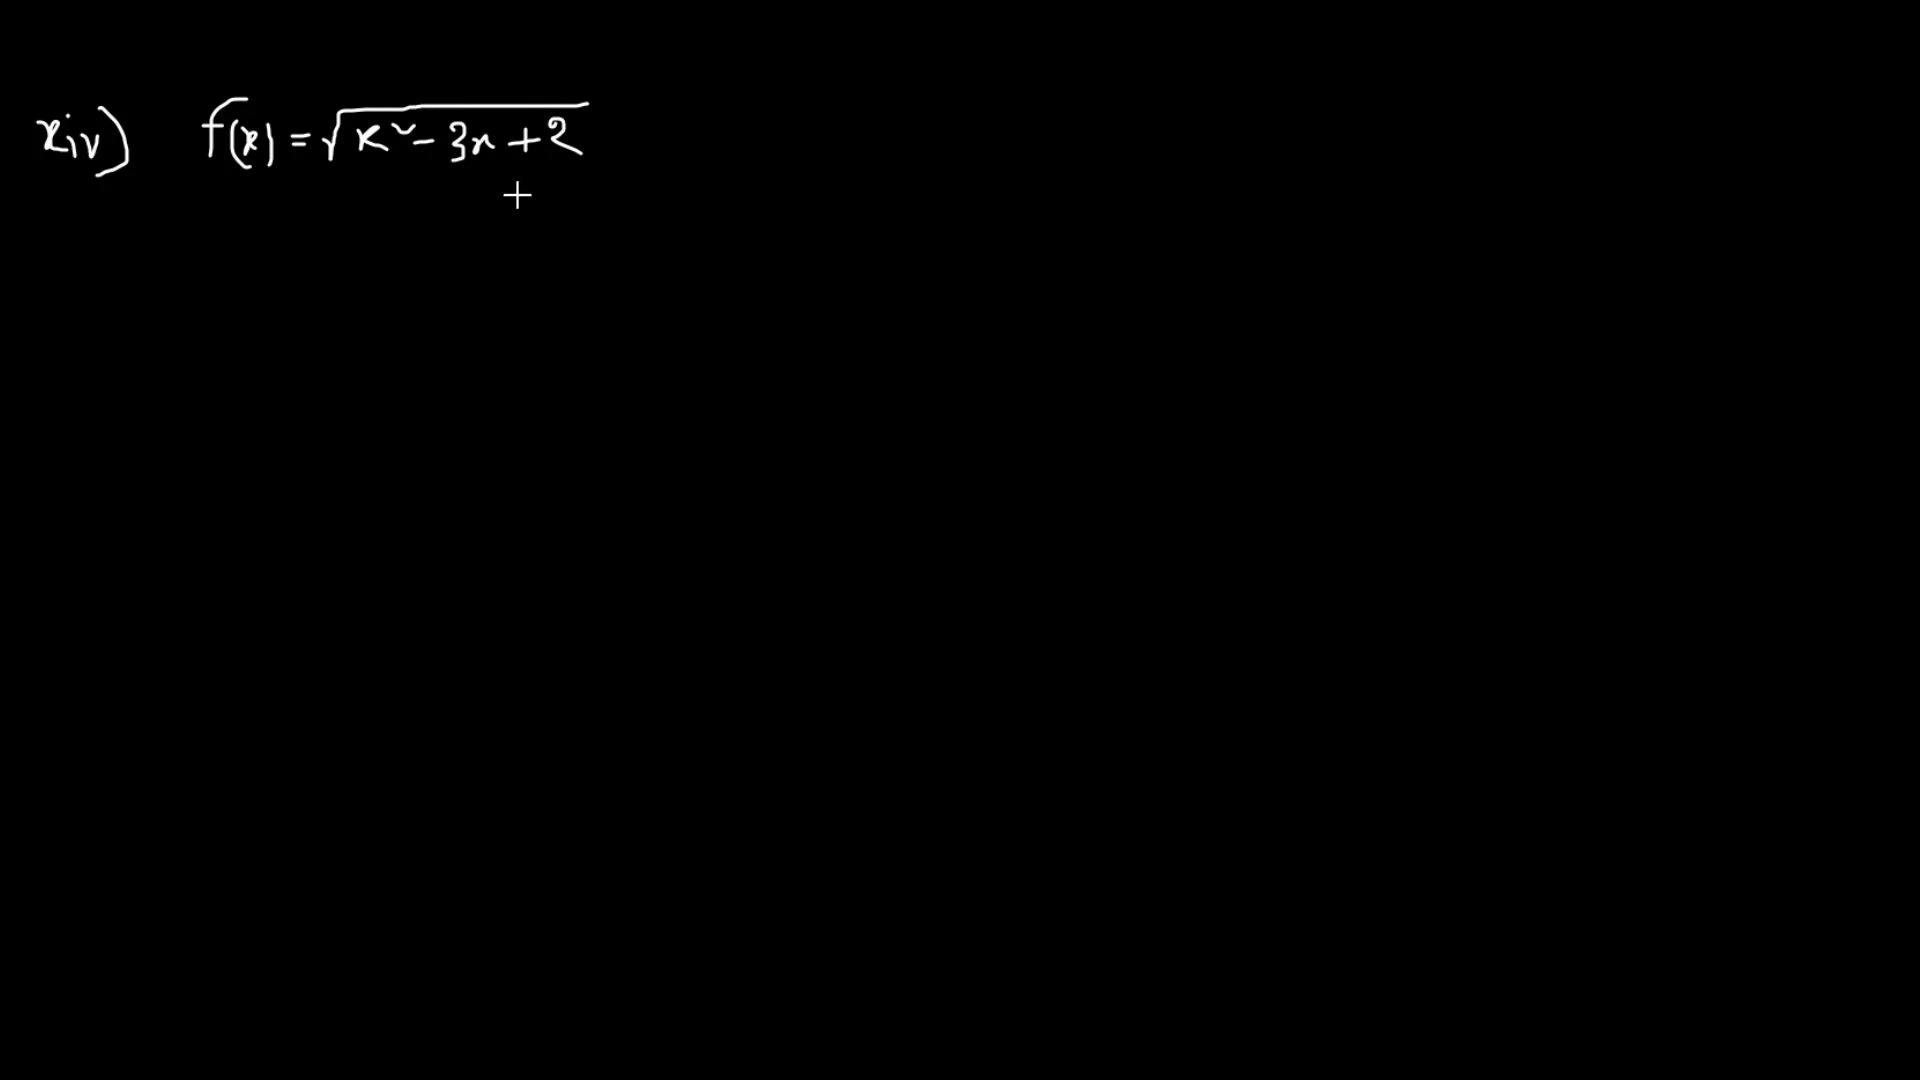 xiv) f(x) = √(x² - 3x + 2)